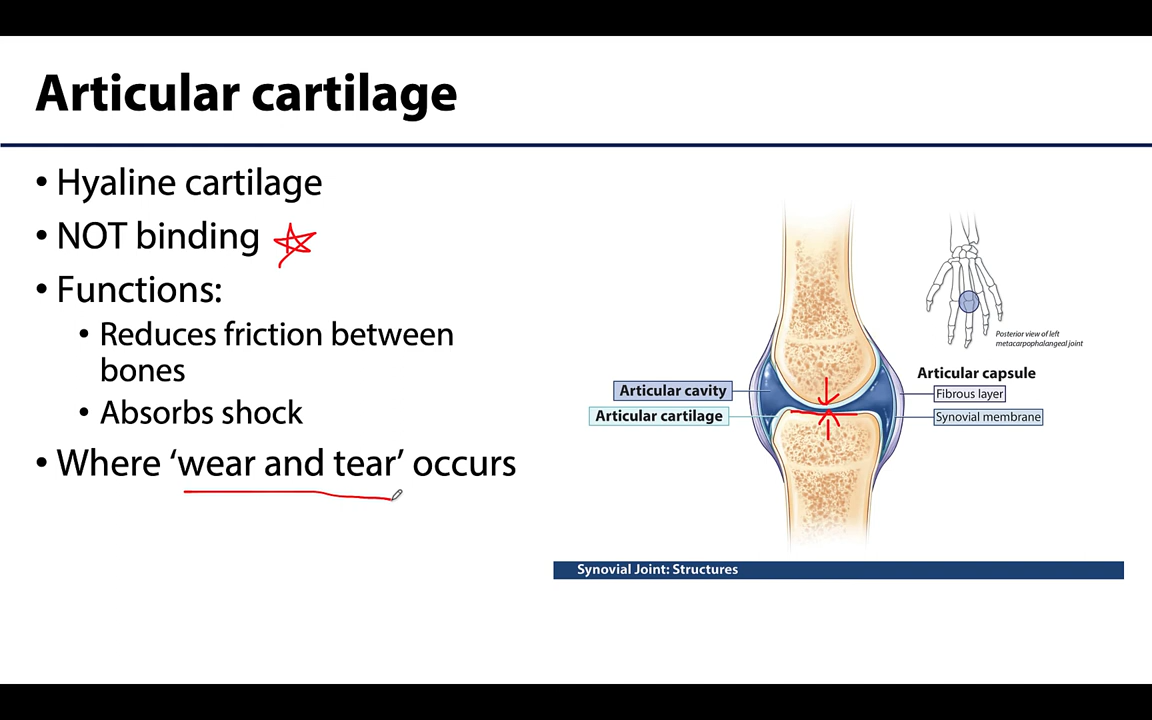 Articular cartilage
• Hyaline cartilage
• NOT binding
• Functions:
• Reduces friction between
bones
• Absorbs shock
• Where ‘wear and tear’ occurs
Posterior view of left
metacarpophalangeal joint
Articular capsule
Articular cavity
Fibrous layer
Articular cartilage
Synovial membrane
Synovial Joint: Structures